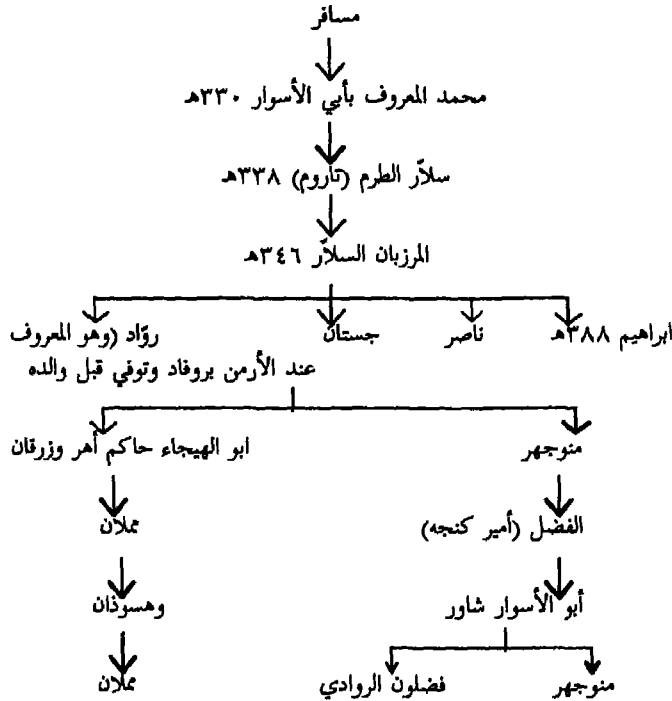 مسافر
محمد المعروف بأبي الأسوار ٣٣٠هـ
سلاّر الطرم (تاروم) ٣٣٨هـ
المرزبان السلاّر ٣٤٦هـ
ابراهيم ٣٨٨هـ ناصر جستان روّاد (وهو المعروف
عند الأرمن بروفاد وتوفي قبل والده
منوجهر ابو الهيجاء حاكم أهر وزرقان
الفضل (أمير كنجه) مملان
أبو الأسوار شاور وهسوذان
منوجهر فضلون الروادي مملان